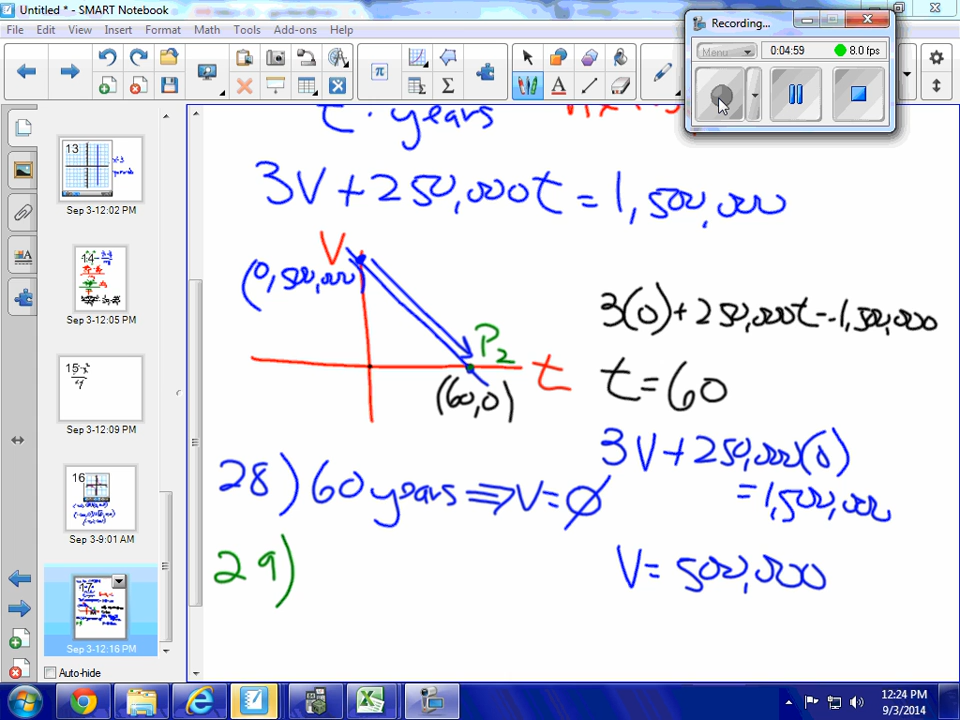 Untitled * - SMART Notebook
File Edit View Insert Format Math Tools Add-ons Help
Recording...
Menu 0:04:59 8.0 fps
13
Sep 3-12:02 PM
14
Sep 3-12:05 PM
15
Sep 3-12:09 PM
16
Sep 3-9:01 AM
Sep 3-12:16 PM
Auto-hide
t. years
3V+250,000t=1,500,000
V
(0,500,000)
P2
t
(60,0)
3(0)+250,000t=1,500,000
t=60
3V+250,000(0)
=1,500,000
V=500,000
28) 60 years ⇒ V=0
29)
12:24 PM
9/3/2014